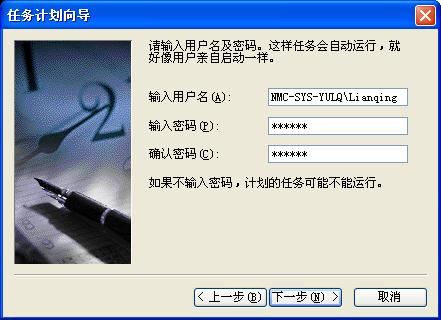 任务计划向导
请输入用户名及密码。这样任务会自动运行，就
好像用户亲自启动一样。
输入用户名(A):
NMC-SYS-YULQ\Lianqing
输入密码(P):
******
确认密码(C):
******
如果不输入密码，计划的任务可能不能运行。
< 上一步(B)
下一步(N) >
取消